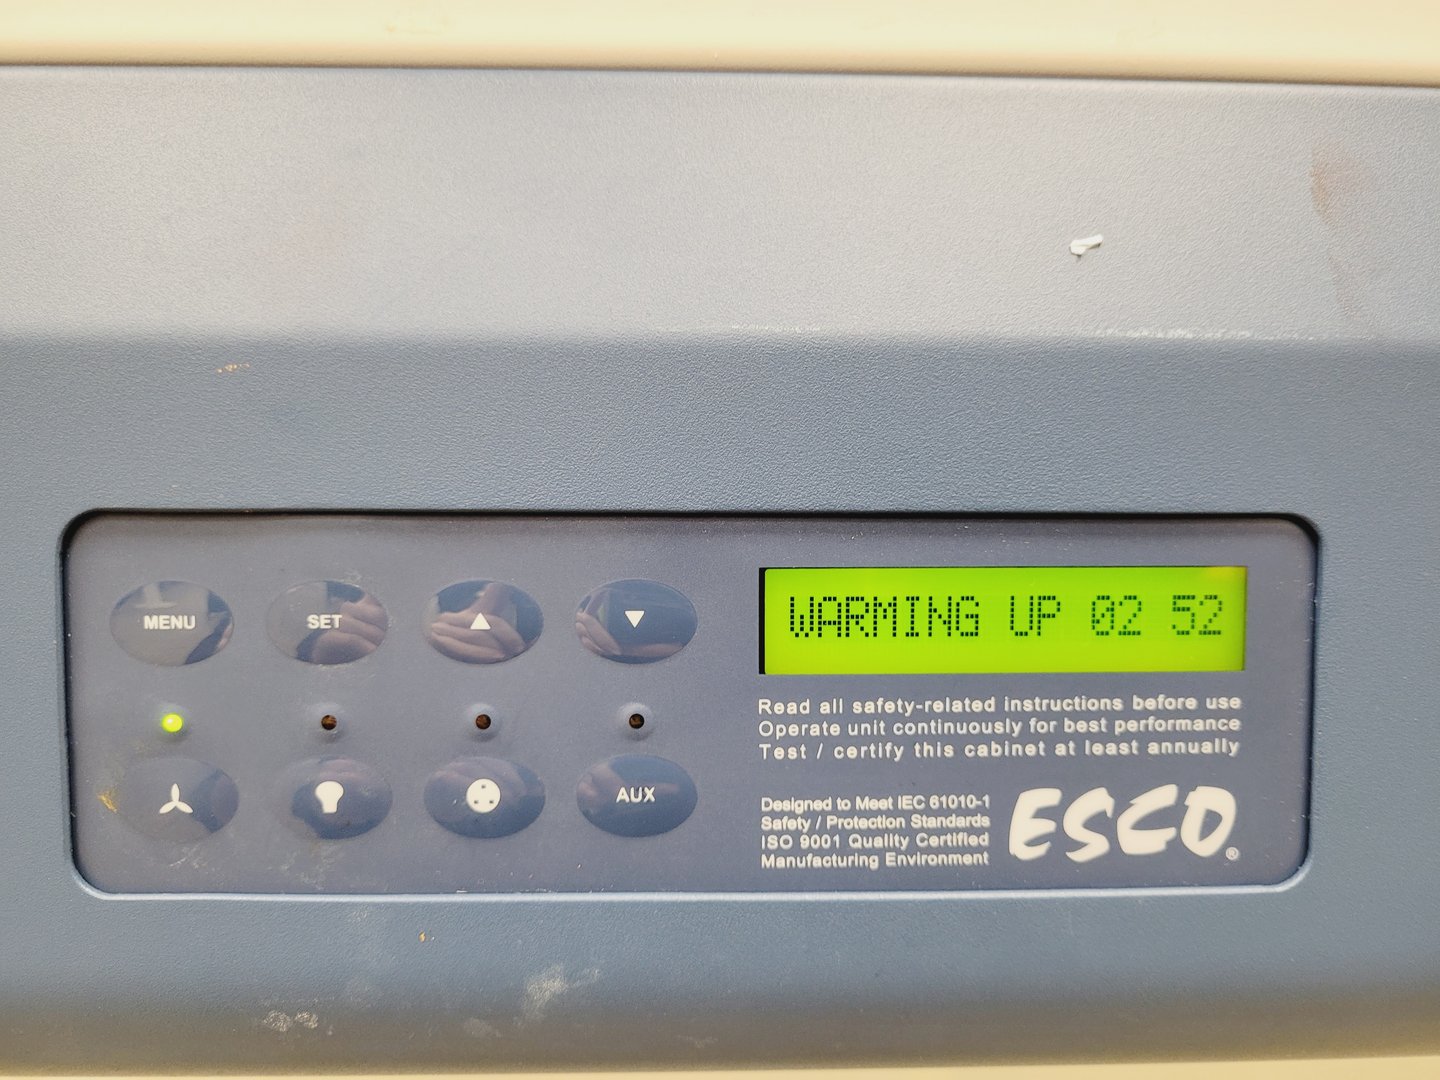 MENU
SET
AUX
WARMING UP 02 52
Read all safety-related instructions before use
Operate unit continuously for best performance
Test / certify this cabinet at least annually
Designed to Meet IEC 61010-1
Safety / Protection Standards
ISO 9001 Quality Certified
Manufacturing Environment
ESCO®